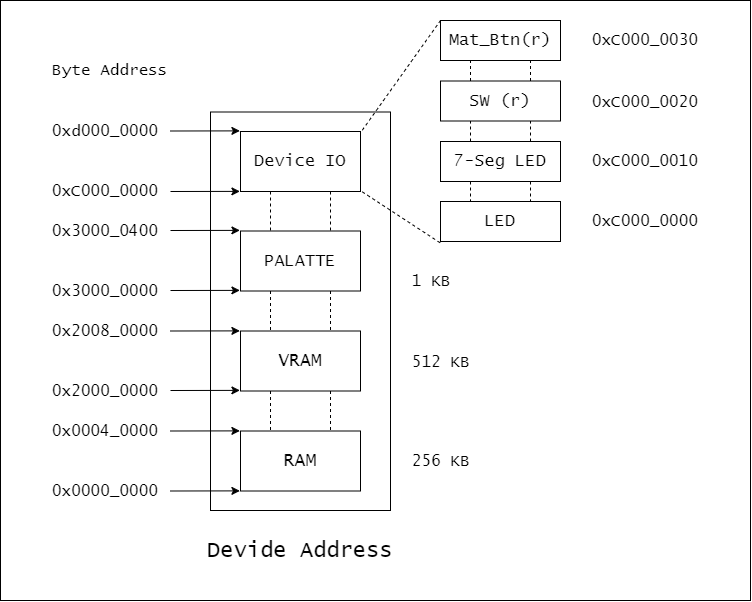 Mat_Btn(r) 0xC000_0030
Byte Address
SW (r) 0xC000_0020
0xd000_0000
Device IO
7-Seg LED 0xC000_0010
0xC000_0000
LED 0xC000_0000
0x3000_0400
PALATTE
1 KB
0x3000_0000
0x2008_0000
VRAM
512 KB
0x2000_0000
0x0004_0000
RAM
256 KB
0x0000_0000
Devide Address